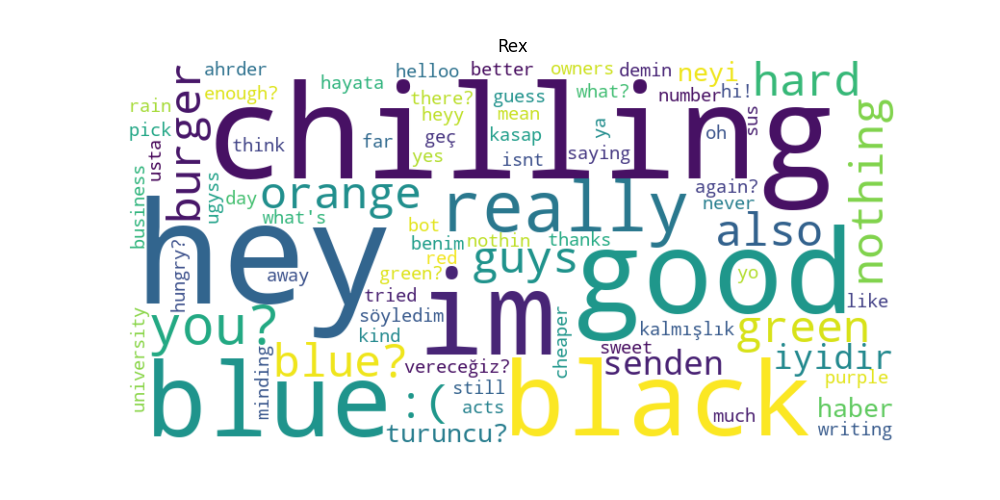 Rex
ahrder
helloo
better
owners
demin
neyi
hard
enough?
hayata
there?
guess
what?
number
hi!
rain
burger
chilling
heyy
mean
sus
nothing
pick
usta
think
far
geç
kasap
ya
oh
yes
isnt
saying
business
ugyss
day
orange
really
again?
never
what's
bot
benim
nothin
thanks
also
hey
red
guys
good
hungry?
away
green?
yo
tried
im
like
university
you?
söyledim
kind
cheaper
kalmışlık
green
minding
blue?
vereceğiz?
sweet
senden
iyidir
blue
:(
still
black
purple
acts
much
haber
turuncu?
writing